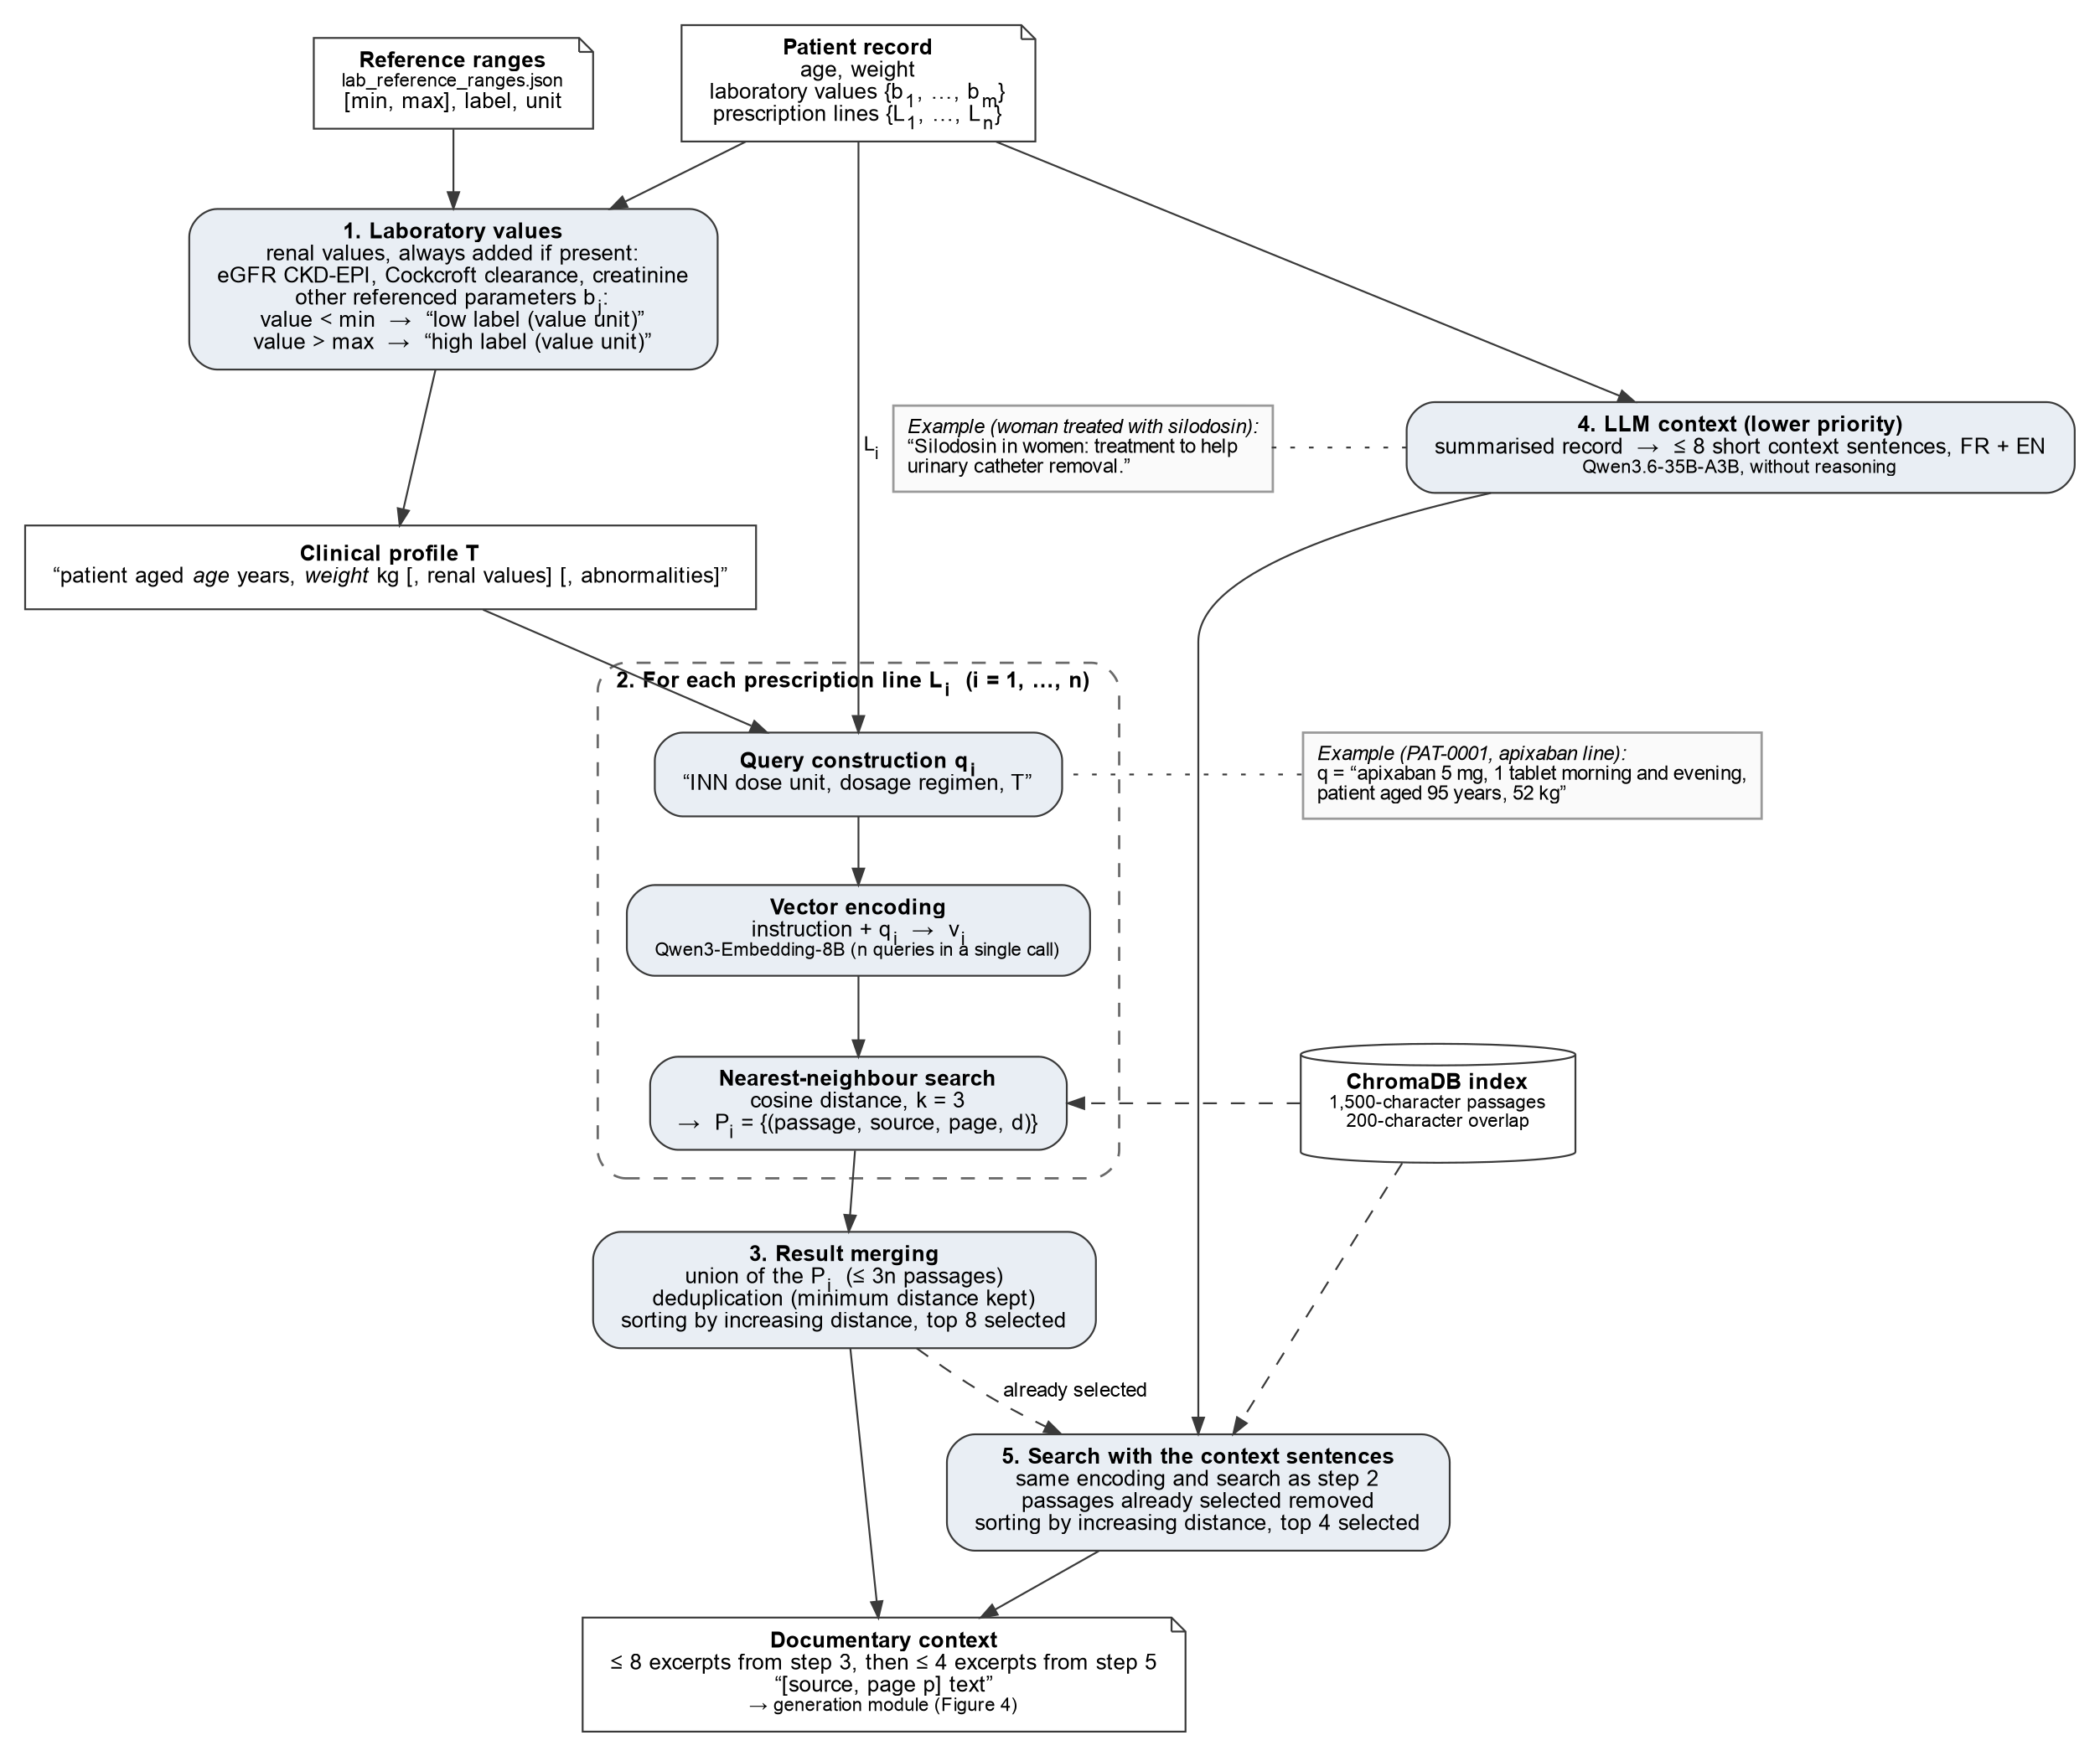 Reference ranges
lab_reference_ranges.json
[min, max], label, unit
Patient record
age, weight
laboratory values {b1, …, bm}
prescription lines {L1, …, Ln}
1. Laboratory values
renal values, always added if present:
eGFR CKD-EPI, Cockcroft clearance, creatinine
other referenced parameters bj:
value < min → “low label (value unit)”
value > max → “high label (value unit)”
Li
Example (woman treated with silodosin):
“Silodosin in women: treatment to help
urinary catheter removal.”
4. LLM context (lower priority)
summarised record → ≤ 8 short context sentences, FR + EN
Qwen3.6-35B-A3B, without reasoning
Clinical profile T
“patient aged age years, weight kg [, renal values] [, abnormalities]”
2. For each prescription line Li (i = 1, …, n)
Query construction qi
“INN dose unit, dosage regimen, T”
Example (PAT-0001, apixaban line):
q = “apixaban 5 mg, 1 tablet morning and evening,
patient aged 95 years, 52 kg”
Vector encoding
instruction + qi → vi
Qwen3-Embedding-8B (n queries in a single call)
Nearest-neighbour search
cosine distance, k = 3
→ Pi = {(passage, source, page, d)}
ChromaDB index
1,500-character passages
200-character overlap
3. Result merging
union of the Pi (≤ 3n passages)
deduplication (minimum distance kept)
sorting by increasing distance, top 8 selected
already selected
5. Search with the context sentences
same encoding and search as step 2
passages already selected removed
sorting by increasing distance, top 4 selected
Documentary context
≤ 8 excerpts from step 3, then ≤ 4 excerpts from step 5
“[source, page p] text”
→ generation module (Figure 4)